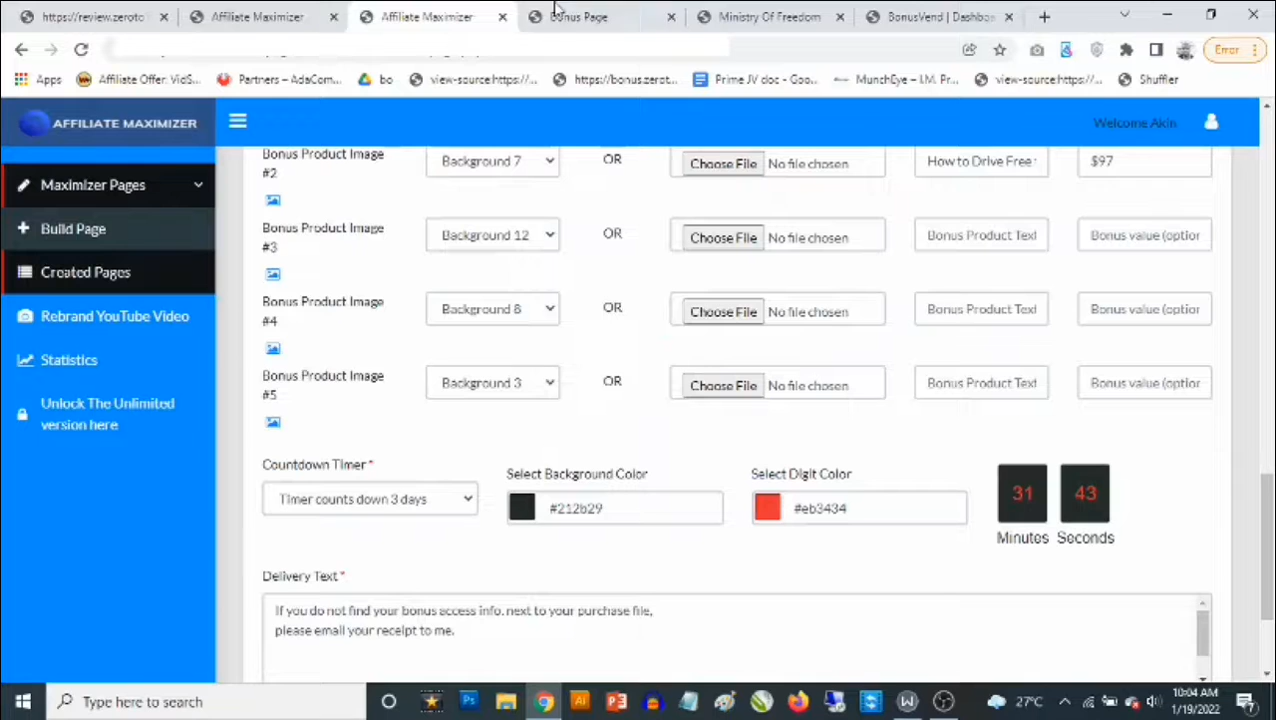 https://review.zeroto
Affiliate Maximizer
Affiliate Maximizer
Bonus Page
Ministry Of Freedom
BonusVend | Dashboa
Error
Apps
Affiliate Offer: VidS...
Partners – AdaCom...
bo
view-source:https://...
https://bonus.zerot...
Prime JV doc - Goo...
MunchEye – I.M. Pr...
view-source:https://...
Shuffler
AFFILIATE MAXIMIZER
Welcome Akin
Maximizer Pages
Build Page
Created Pages
Rebrand YouTube Video
Statistics
Unlock The Unlimited
version here
Bonus Product Image
#2
Background 7
OR
Choose File No file chosen
How to Drive Free
$97
Bonus Product Image
#3
Background 12
OR
Choose File No file chosen
Bonus Product Text
Bonus value (option
Bonus Product Image
#4
Background 8
OR
Choose File No file chosen
Bonus Product Text
Bonus value (option
Bonus Product Image
#5
Background 3
OR
Choose File No file chosen
Bonus Product Text
Bonus value (option
Countdown Timer *
Timer counts down 3 days
Select Background Color
#212b29
Select Digit Color
#eb3434
31
43
Minutes
Seconds
Delivery Text *
If you do not find your bonus access info. next to your purchase file,
please email your receipt to me.
Type here to search
27°C
10:04 AM
1/19/2022